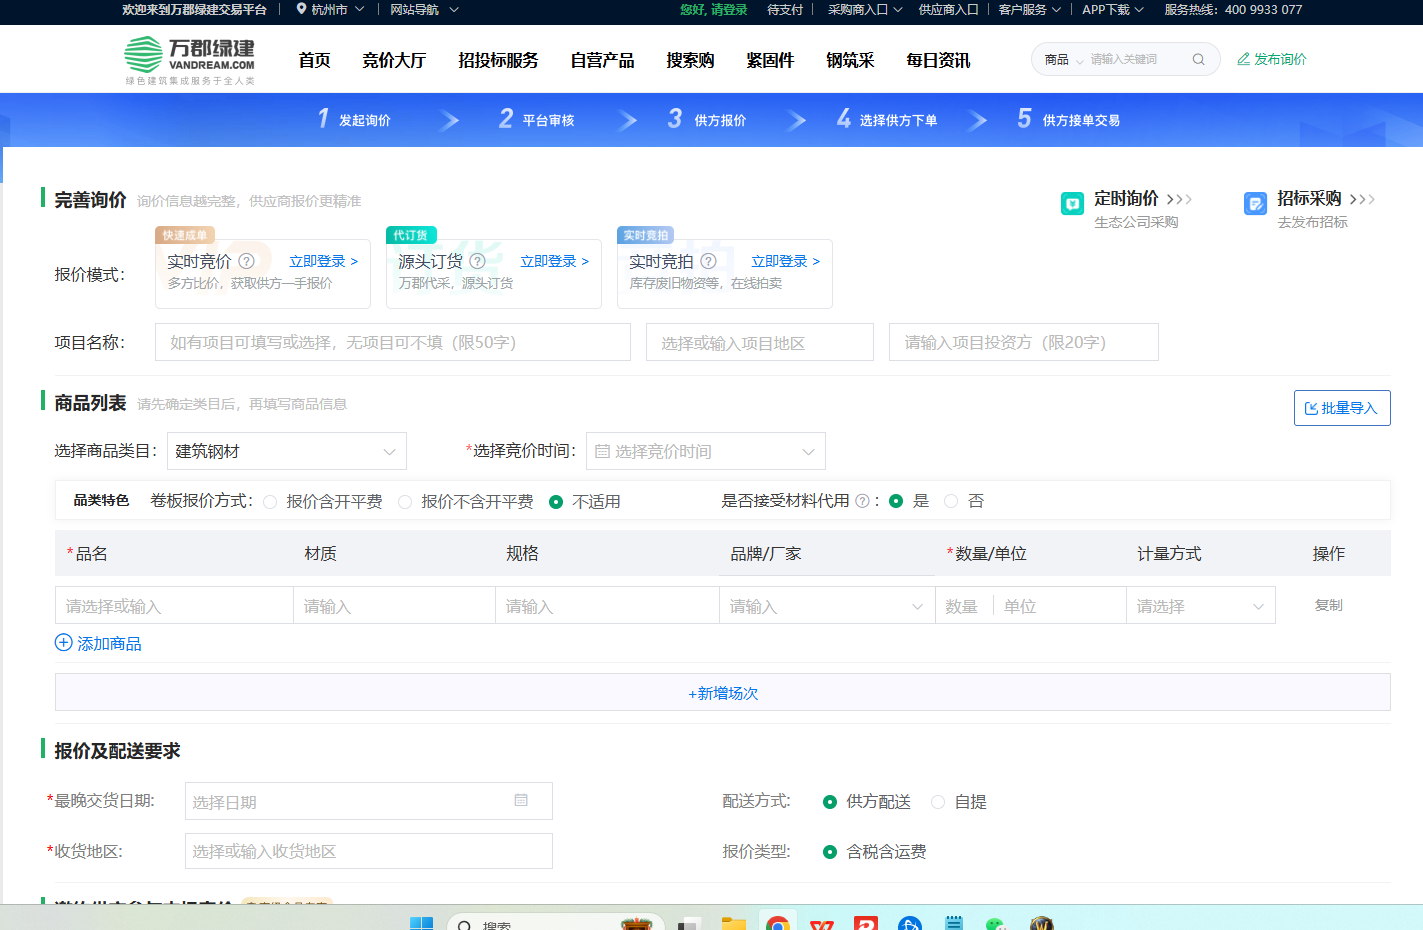 欢迎来到万郡绿建交易平台 杭州市 网站导航 您好, 请登录 待支付 采购商入口 供应商入口 客户服务 APP下载 服务热线：400 9933 077
万郡绿建
VANDREAM.COM
绿色建筑集成服务于全人类
首页 竞价大厅 招投标服务 自营产品 搜索购 紧固件 钢筑采 每日资讯 商品 请输入关键词 发布询价
1 发起询价 2 平台审核 3 供方报价 4 选择供方下单 5 供方接单交易
完善询价 询价信息越完整，供应商报价更精准
定时询价
生态公司采购
招标采购
去发布招标
报价模式：
快速成单
实时竞价 立即登录 >
多方比价，获取供方一手报价
代订货
源头订货 立即登录 >
万郡代采，源头订货
实时竞拍
实时竞拍 立即登录 >
库存废旧物资等，在线拍卖
项目名称： 如有项目可填写或选择，无项目可不填（限50字） 选择或输入项目地区 请输入项目投资方（限20字）
商品列表 请先确定类目后，再填写商品信息 批量导入
选择商品类目： 建筑钢材 *选择竞价时间： 选择竞价时间
品类特色 卷板报价方式： 报价含开平费 报价不含开平费 不适用 是否接受材料代用 ： 是 否
*品名 材质 规格 品牌/厂家 *数量/单位 计量方式 操作
请选择或输入 请输入 请输入 请输入 数量 单位 请选择 复制
添加商品
+新增场次
报价及配送要求
*最晚交货日期： 选择日期 配送方式： 供方配送 自提
*收货地区： 选择或输入收货地区 报价类型： 含税含运费
搜索